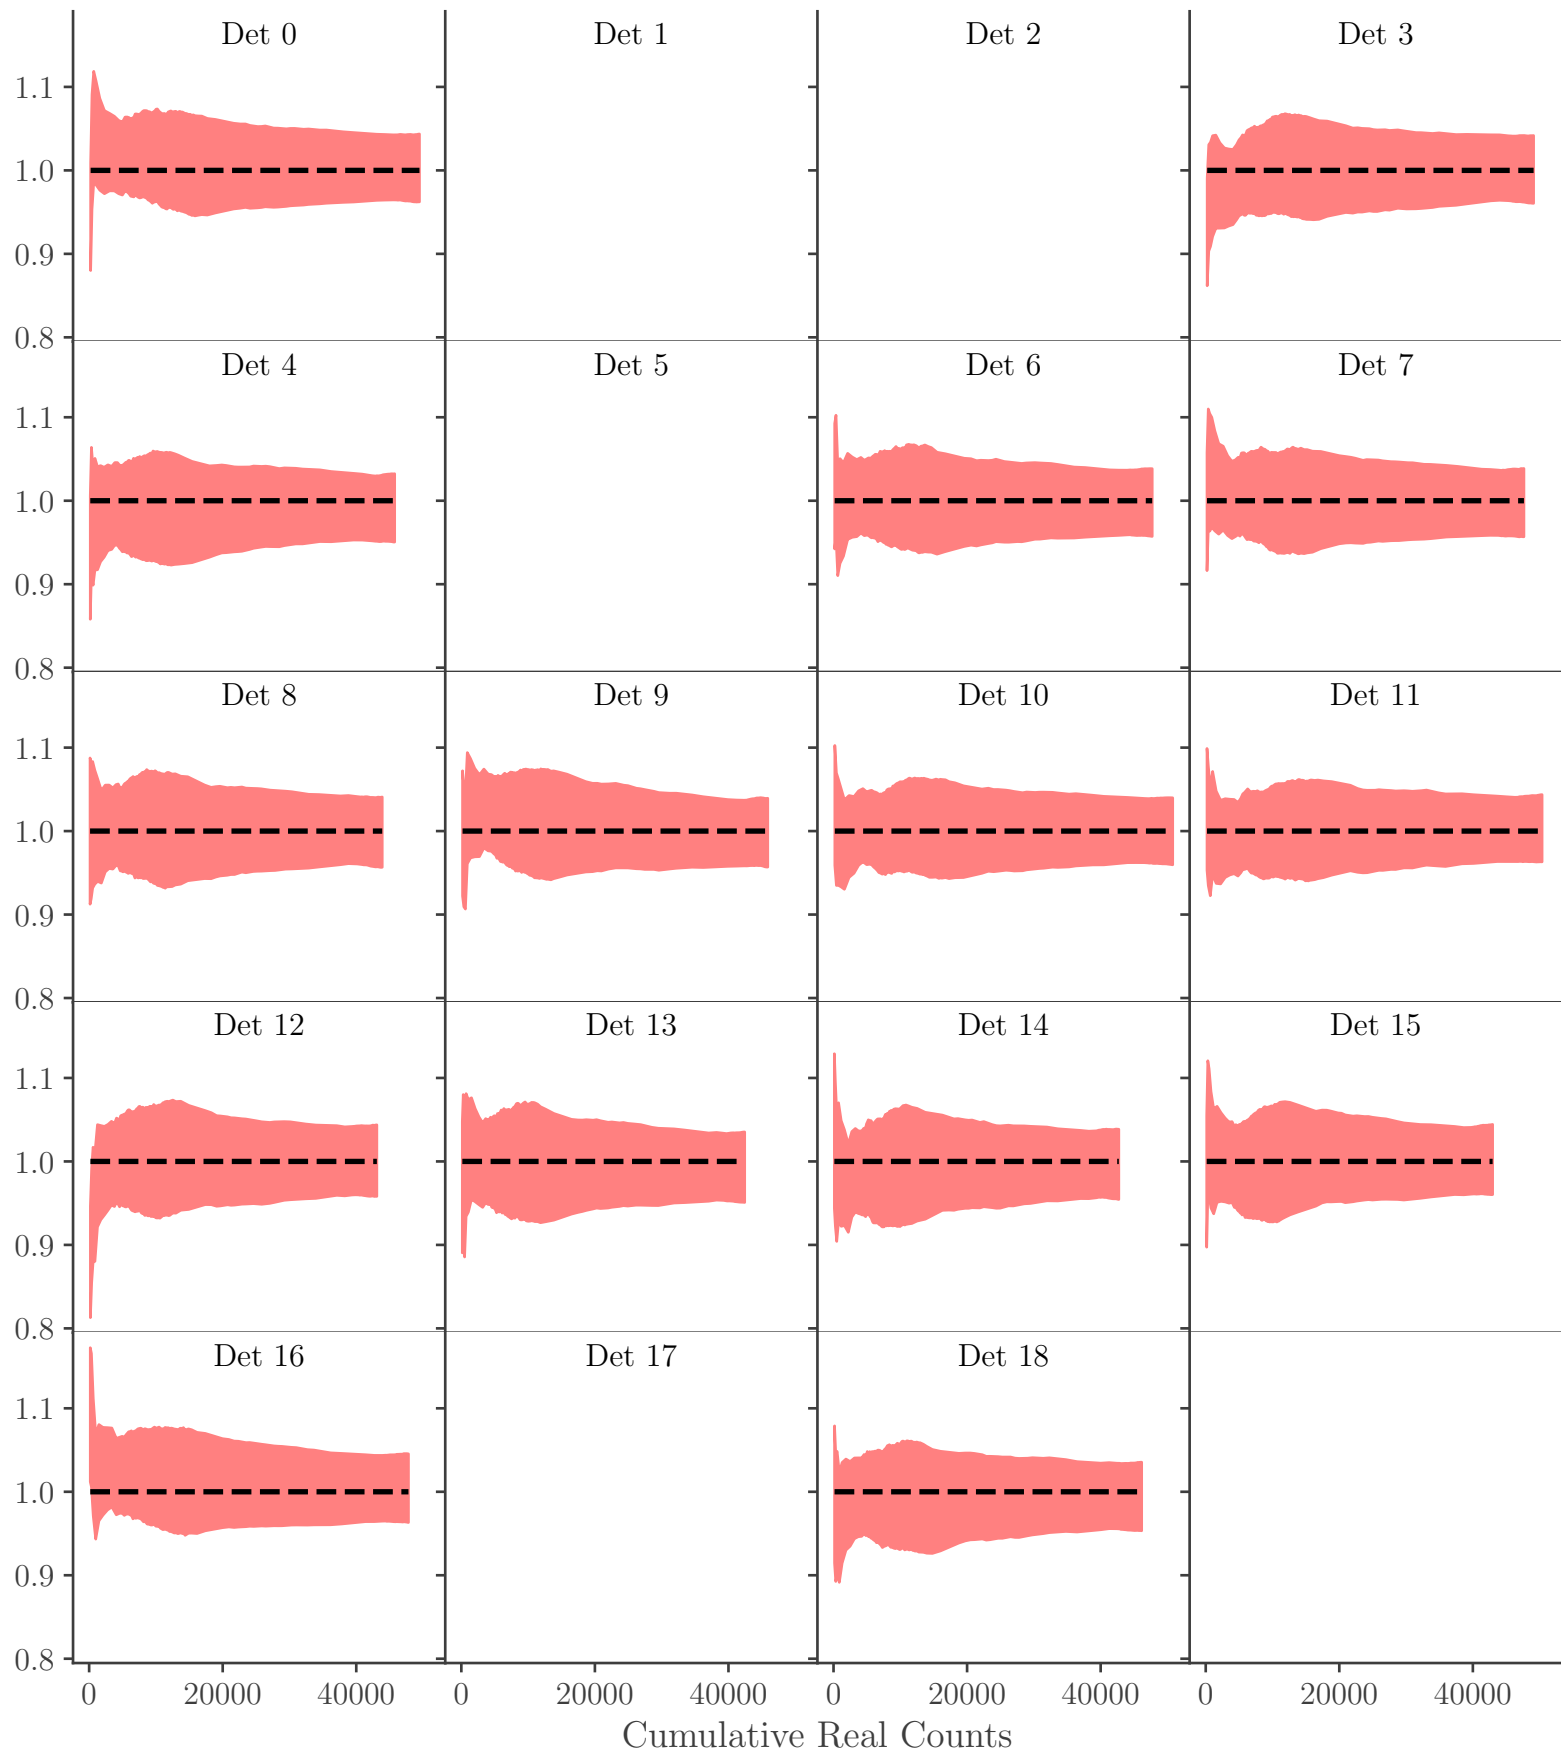 Det 0 Det 1 Det 2 Det 3
1.1
1.0
0.9
0.8
Det 4 Det 5 Det 6 Det 7
1.1
1.0
0.9
0.8
Det 8 Det 9 Det 10 Det 11
1.1
1.0
0.9
0.8
Det 12 Det 13 Det 14 Det 15
1.1
1.0
0.9
0.8
Det 16 Det 17 Det 18
1.1
1.0
0.9
0.8
0 20000 40000 0 20000 40000 0 20000 40000 0 20000 40000
Cumulative Real Counts